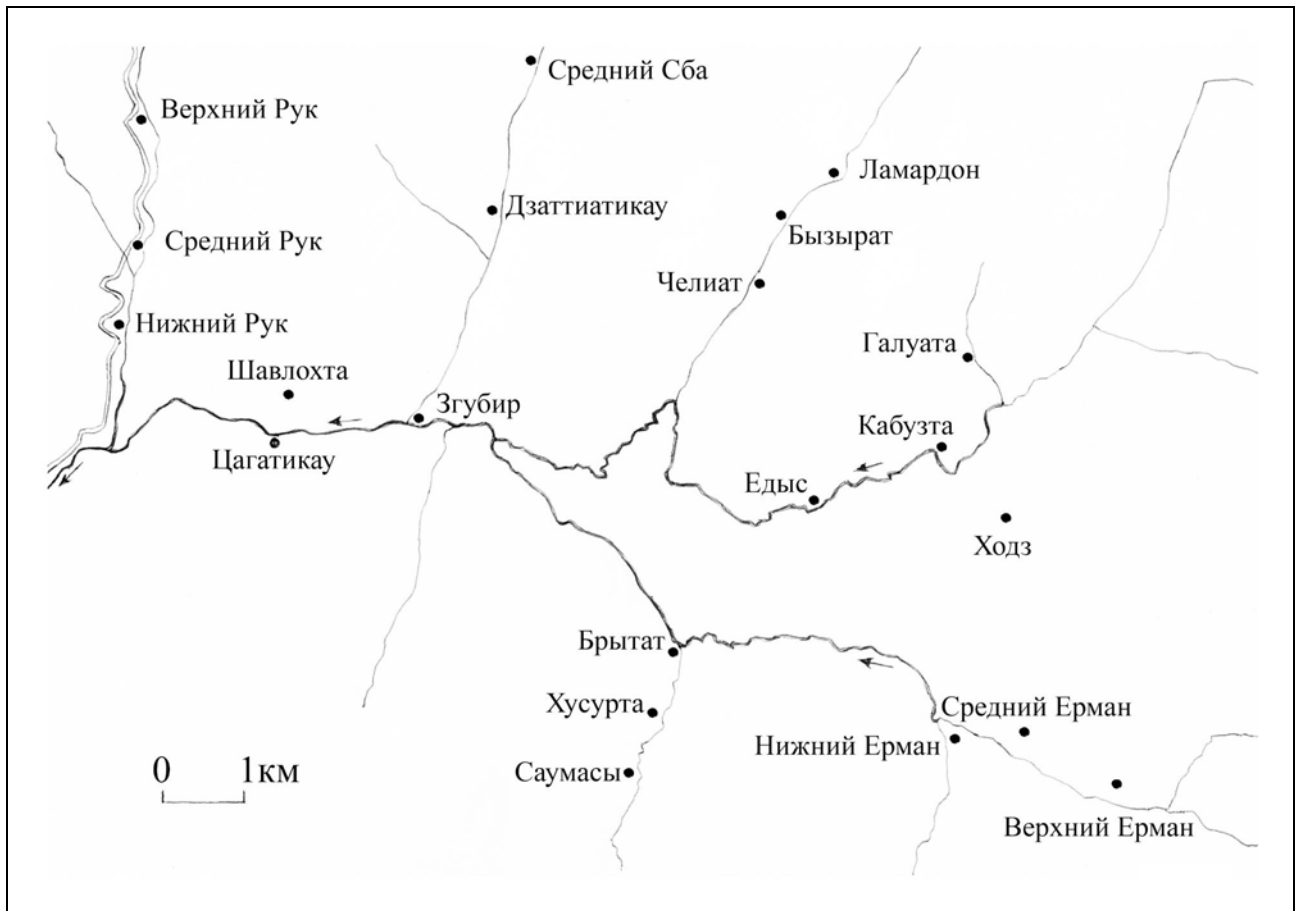 Средний Сба
Верхний Рук
Ламардон
Дзаттиатикау
Бызырат
Средний Рук
Челиат
Нижний Рук
Галуата
Шавлохта
Згубир
Кабузта
Цагатикау
Едыс
Ходз
Брытат
Хусурта
Средний Ерман
Нижний Ерман
Саумасы
0 1км
Верхний Ерман